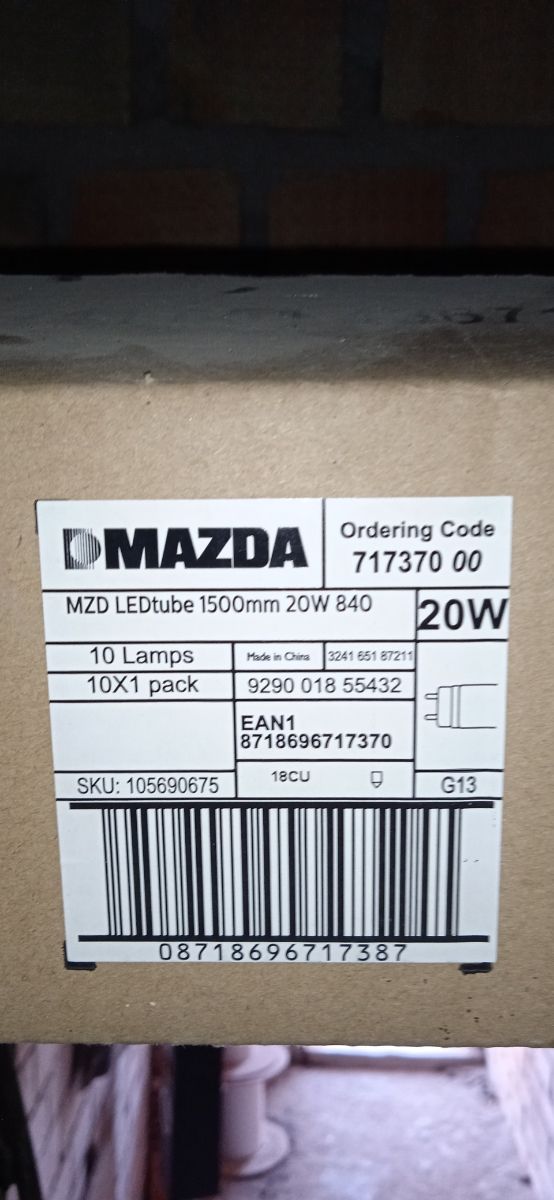 MAZDA
Ordering Code
717370 00
MZD LEDtube 1500mm 20W 840
20W
10 Lamps
Made in China
3241 651 87211
10X1 pack
9290 018 55432
EAN1
8718696717370
SKU: 105690675
18CU
G13
08718696717387